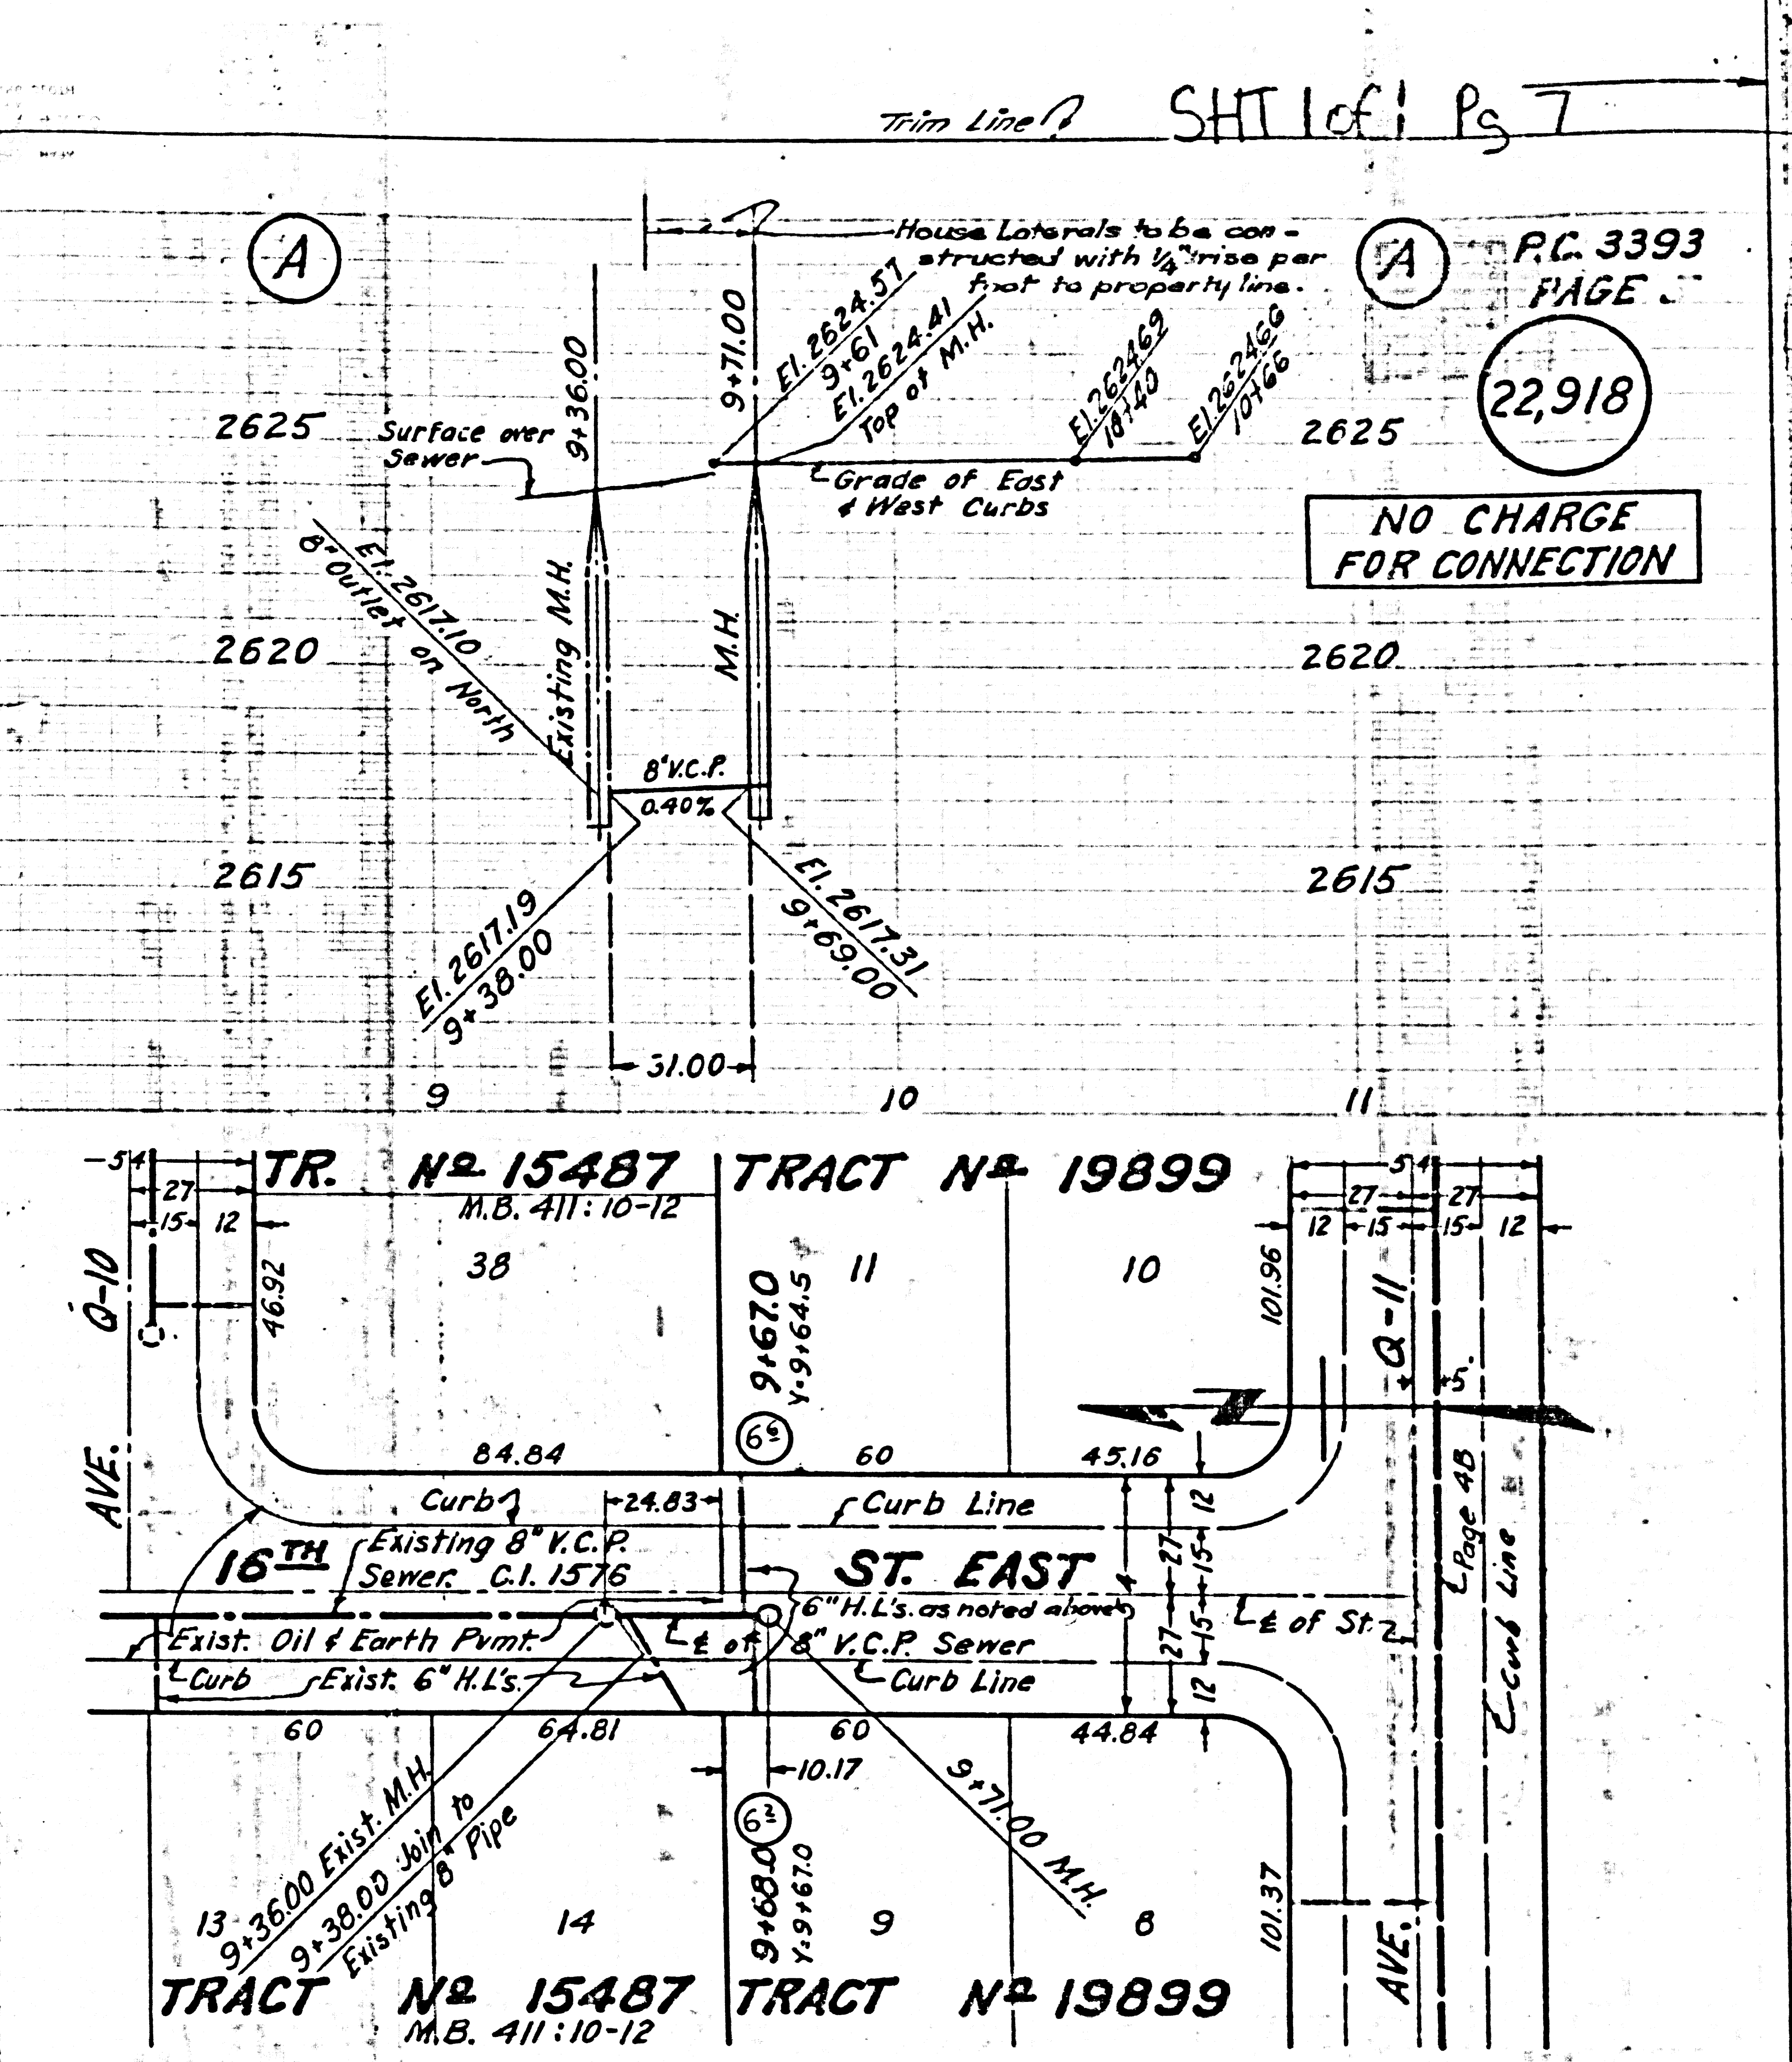 Trim Line
SHT 1 of 1 Pg 7
A
House Laterals to be con-
structed with 1/4" rise per
foot to property line.
A
P.C. 3393
PAGE
22,918
NO CHARGE
FOR CONNECTION
9+36.00
9+71.00
El. 2624.57
9+61
El. 2624.41
Top of M.H.
El. 2624.69
10+40
El. 2624.66
10+66
2625
Surface over
Sewer
2625
Grade of East
& West Curbs
El. 2617.10
8" Outlet on North
Existing M.H.
M.H.
2620
2620
8" V.C.P.
0.40%
2615
2615
El. 2617.19
9+38.00
El. 2617.31
9+69.00
31.00
9
10
11
54
27
15
12
TR. Nº 15487
M.B. 411:10-12
TRACT Nº 19899
54
27
27
12
15
15
12
Q-10
AVE.
46.92
38
9+67.0
Y=9+64.5
11
10
101.96
Q-11
+5.
84.84
60
45.16
Curb
24.83
Curb Line
12
16TH
Existing 8" V.C.P.
Sewer. C.I. 1576
ST. EAST
27
15
Page 4B
Curb Line
6" H.L's. as noted above
Exist. Oil & Earth Pvmt.
℄ of
8" V.C.P. Sewer
27
15
℄ of St.
Curb
Exist. 6" H.L's.
Curb Line
12
60
64.81
60
44.84
10.17
9+36.00 Exist. M.H.
9+38.00 Join to
Existing 8" Pipe
9+71.00 M.H.
9+68.0
Y=9+67.0
101.37
AVE.
13
14
9
8
TRACT Nº 15487
M.B. 411:10-12
TRACT Nº 19899